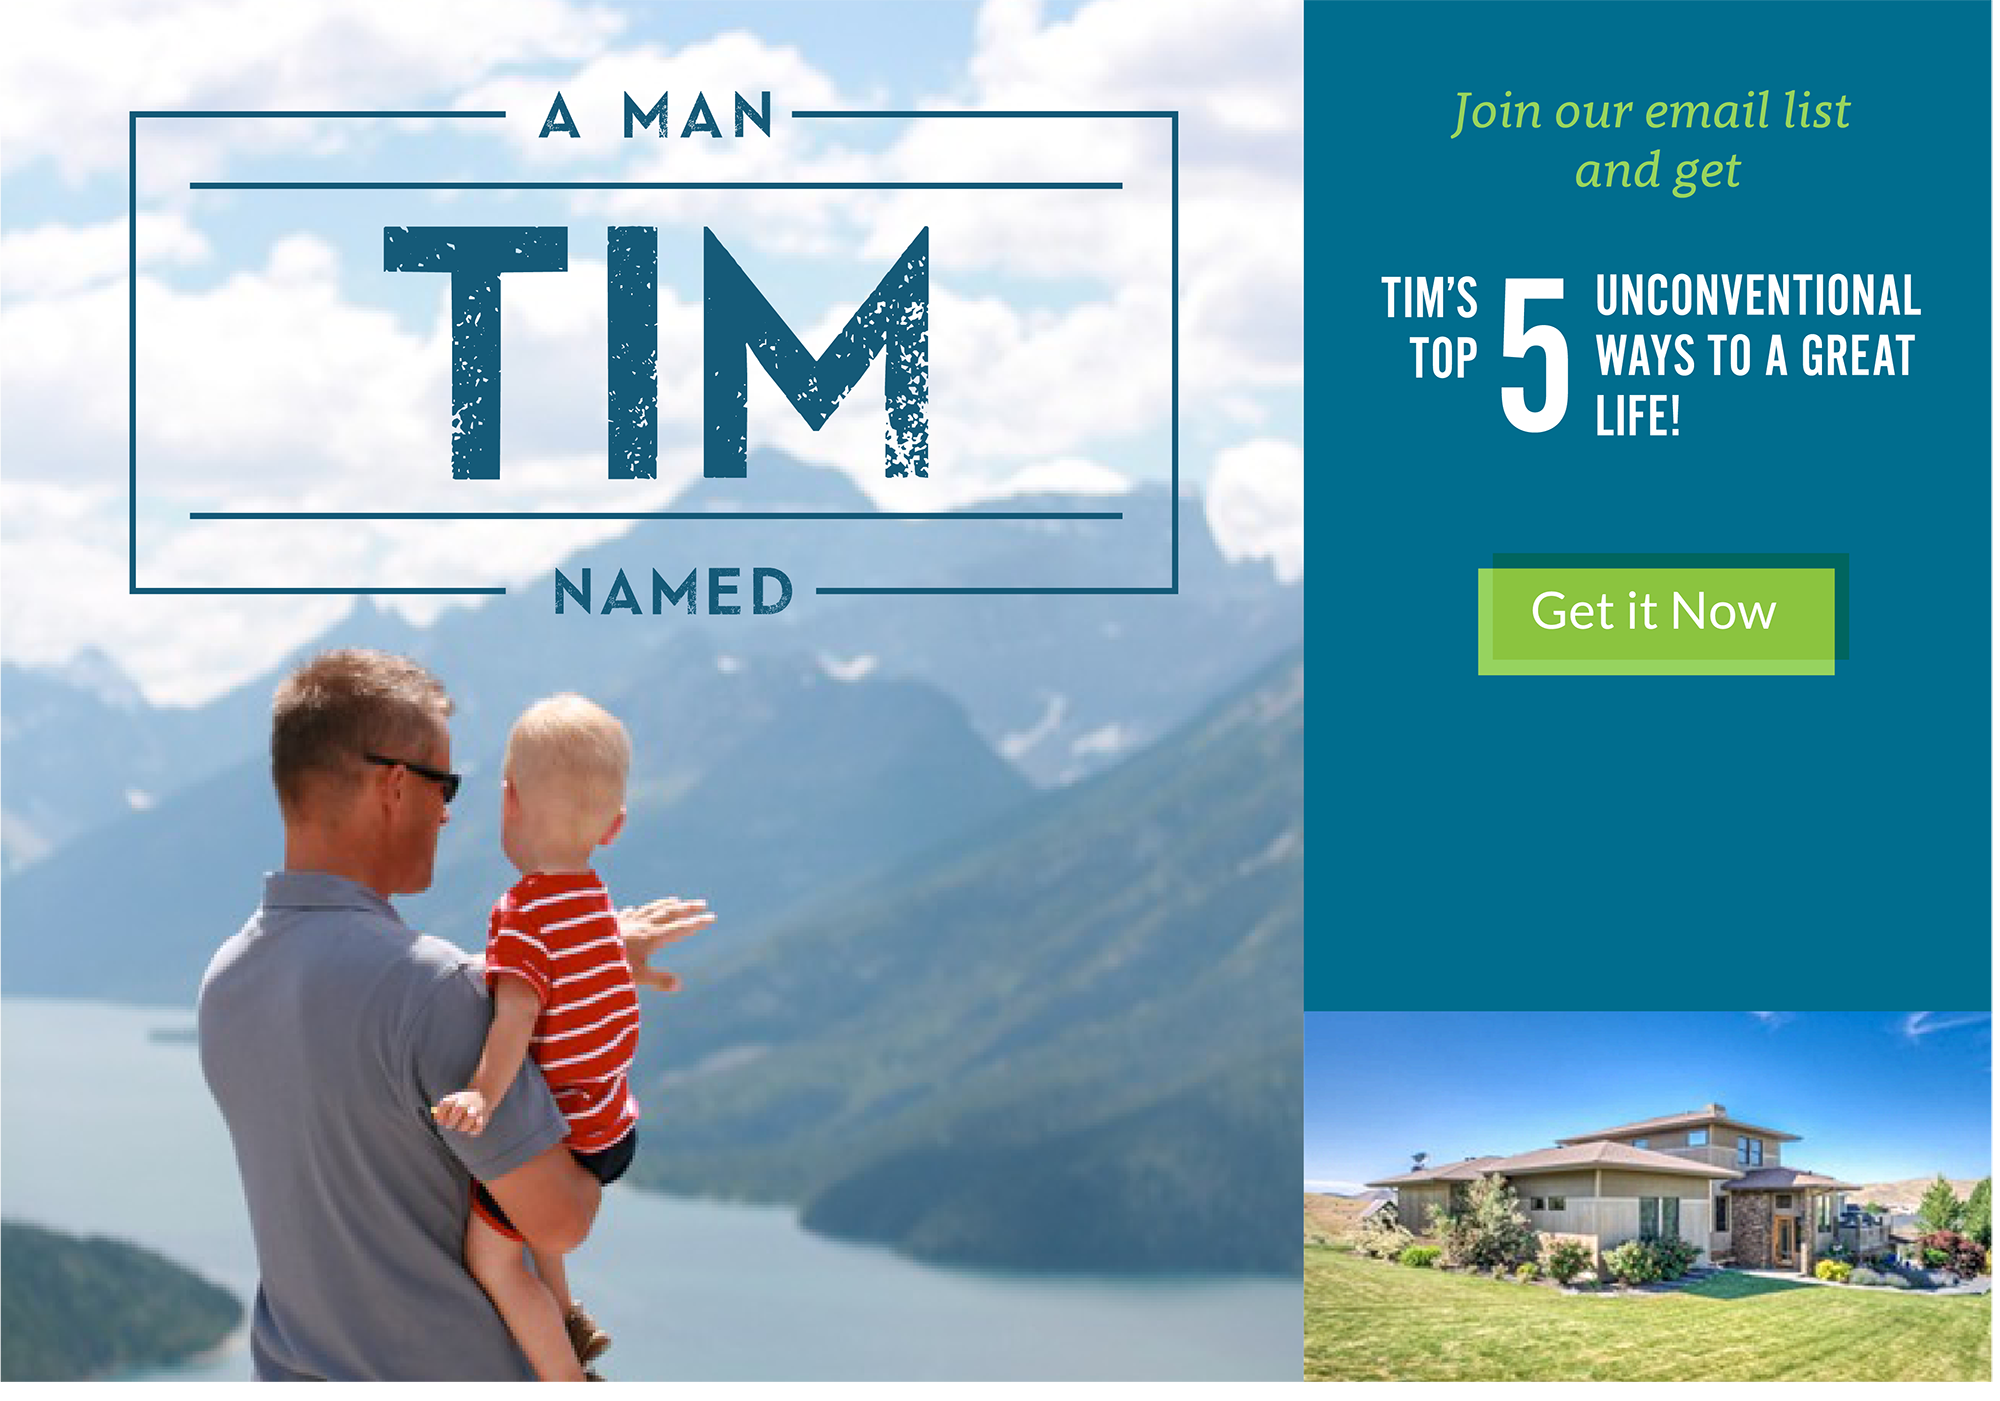 A MAN
TIM
NAMED
Join our email list
and get
TIM'S TOP 5 UNCONVENTIONAL
WAYS TO A GREAT
LIFE!
Get it Now